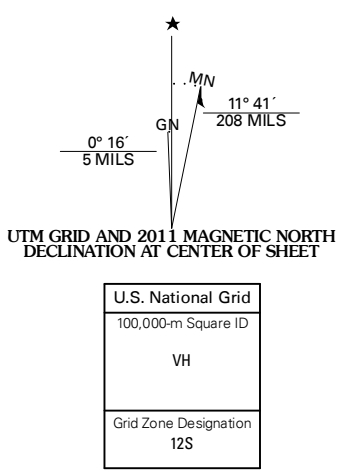 ★
MN
11° 41´
208 MILS
GN
0° 16´
5 MILS
UTM GRID AND 2011 MAGNETIC NORTH
DECLINATION AT CENTER OF SHEET
U.S. National Grid
100,000-m Square ID
VH
Grid Zone Designation
12S